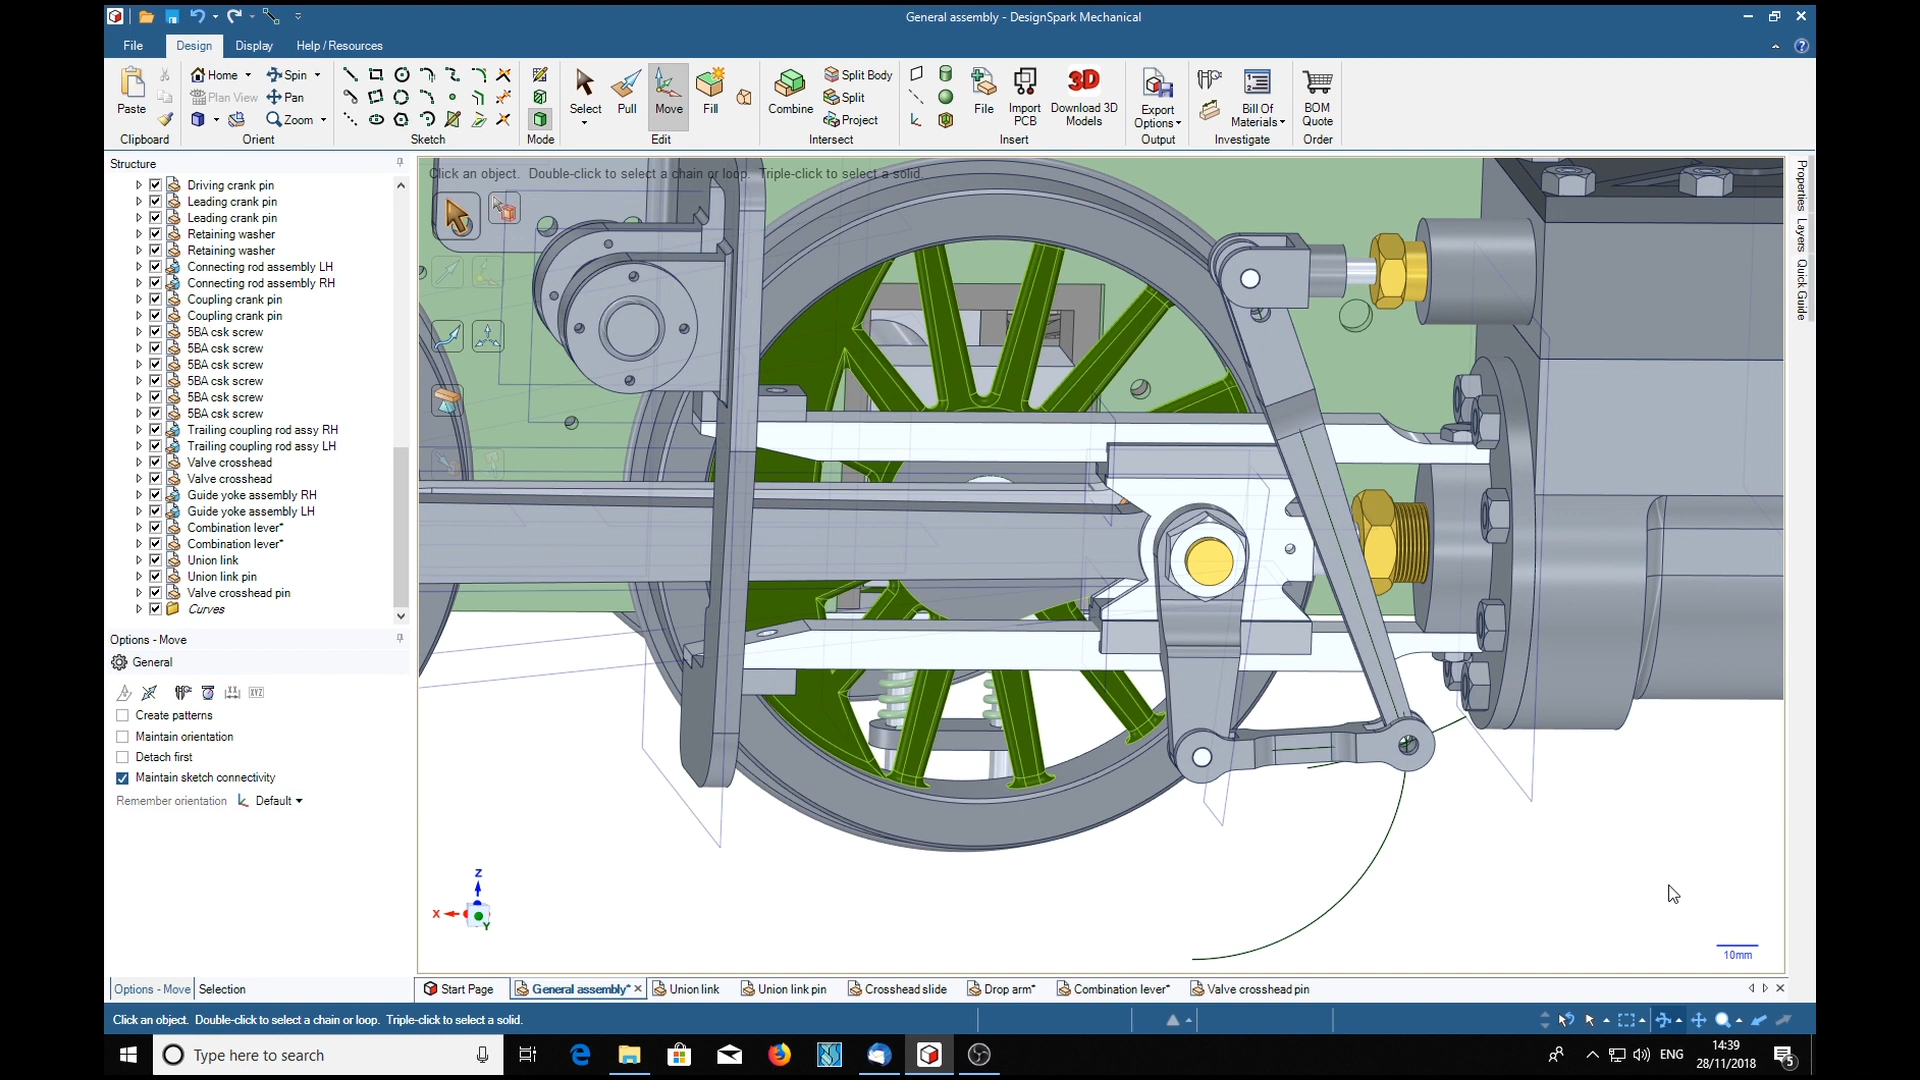 General assembly - DesignSpark Mechanical
File Design Display Help / Resources
Paste
Home Spin
Plan View Pan
Zoom
Select Pull Move Fill
Combine
Split Body
Split
Project
File Import PCB Download 3D Models
3D
Export Options
Bill Of Materials
BOM Quote
Clipboard Orient Sketch Mode Edit Intersect Insert Output Investigate Order
Structure
Driving crank pin
Leading crank pin
Leading crank pin
Retaining washer
Retaining washer
Connecting rod assembly LH
Connecting rod assembly RH
Coupling crank pin
Coupling crank pin
5BA csk screw
5BA csk screw
5BA csk screw
5BA csk screw
5BA csk screw
5BA csk screw
Trailing coupling rod assy RH
Trailing coupling rod assy LH
Valve crosshead
Valve crosshead
Guide yoke assembly RH
Guide yoke assembly LH
Combination lever*
Combination lever*
Union link
Union link pin
Valve crosshead pin
Curves
Options - Move
General
XYZ
Create patterns
Maintain orientation
Detach first
Maintain sketch connectivity
Remember orientation Default
Options - Move Selection
Click an object. Double-click to select a chain or loop. Triple-click to select a solid.
Z
X
Y
10mm
Properties
Layers
Quick Guide
Start Page General assembly* Union link Union link pin Crosshead slide Drop arm* Combination lever* Valve crosshead pin
Click an object. Double-click to select a chain or loop. Triple-click to select a solid.
Type here to search
ENG
14:39
28/11/2018
5